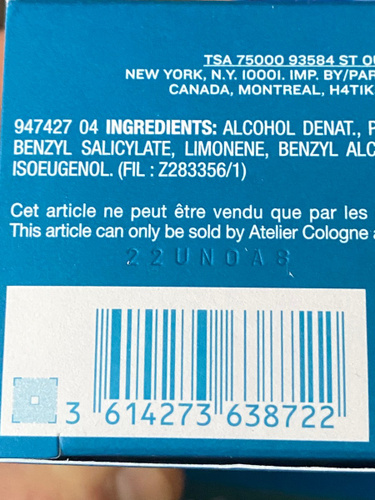 TSA 75000 93584 ST
NEW YORK, N.Y. 10001. IMP. BY/PAR
CANADA, MONTREAL, H4T1K
947427 04 INGREDIENTS: ALCOHOL DENAT.,
BENZYL SALICYLATE, LIMONENE, BENZYL
ISOEUGENOL. (FIL : Z283356/1)
Cet article ne peut être vendu que par les
This article can only be sold by Atelier Cologne
22UN0A8
3 614273 638722